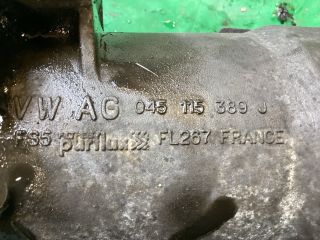 VW AG 045 115 389 J
PS5 purflux FL267 FRANCE